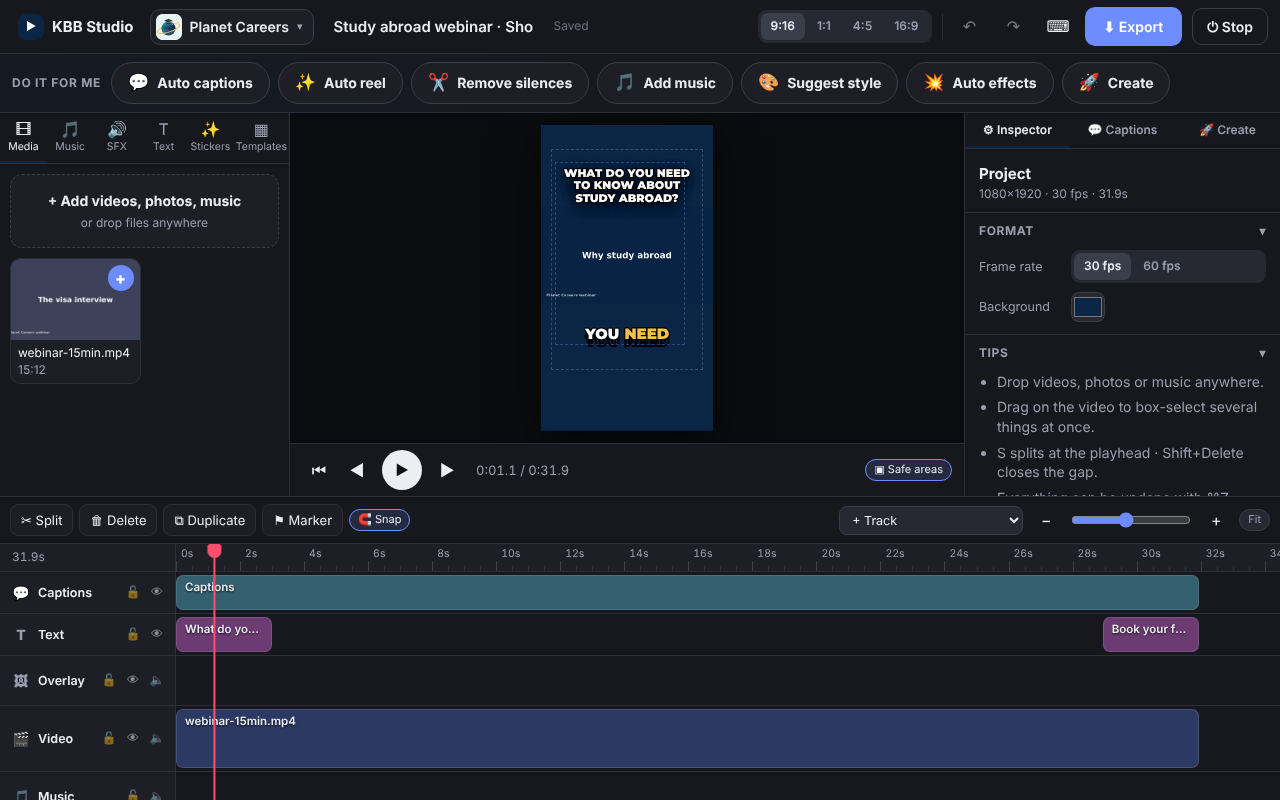 KBB Studio
Planet Careers
Study abroad webinar · Sho
Saved
9:16
1:1
4:5
16:9
Export
Stop
DO IT FOR ME
Auto captions
Auto reel
Remove silences
Add music
Suggest style
Auto effects
Create
Media
Music
SFX
Text
Stickers
Templates
+ Add videos, photos, music
or drop files anywhere
The visa interview
webinar-15min.mp4
15:12
WHAT DO YOU NEED
TO KNOW ABOUT
STUDY ABROAD?
Why study abroad
Planet Careers webinar
YOU NEED
0:01.1 / 0:31.9
Safe areas
Inspector
Captions
Create
Project
1080×1920 · 30 fps · 31.9s
FORMAT
Frame rate
30 fps
60 fps
Background
TIPS
Drop videos, photos or music anywhere.
Drag on the video to box-select several
things at once.
S splits at the playhead · Shift+Delete
closes the gap.
Split
Delete
Duplicate
Marker
Snap
+ Track
Fit
31.9s
0s
2s
4s
6s
8s
10s
12s
14s
16s
18s
20s
22s
24s
26s
28s
30s
32s
Captions
Captions
Text
What do yo…
Book your f…
Overlay
Video
webinar-15min.mp4
Music